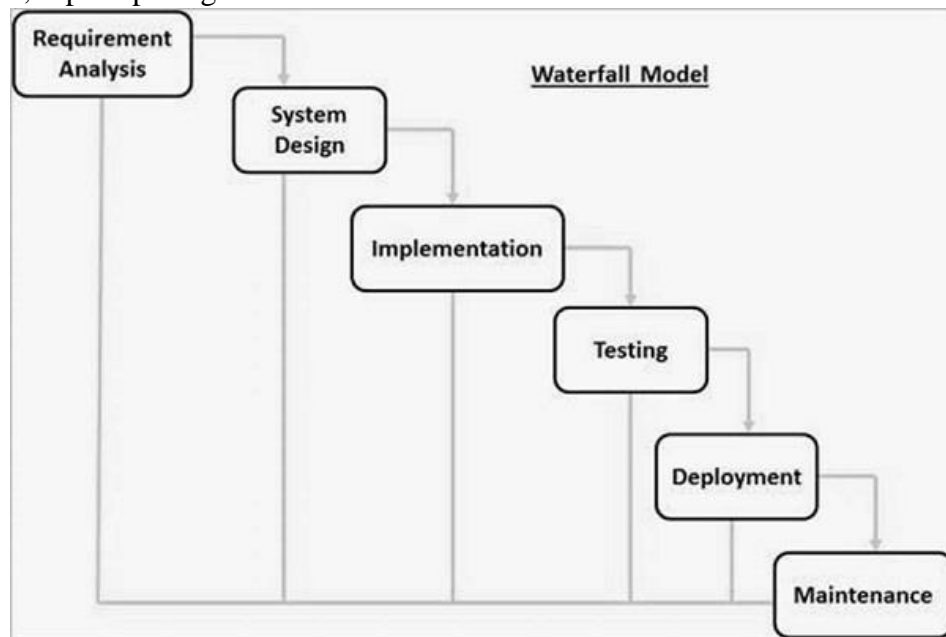 Requirement
Analysis
Waterfall Model
System
Design
Implementation
Testing
Deployment
Maintenance